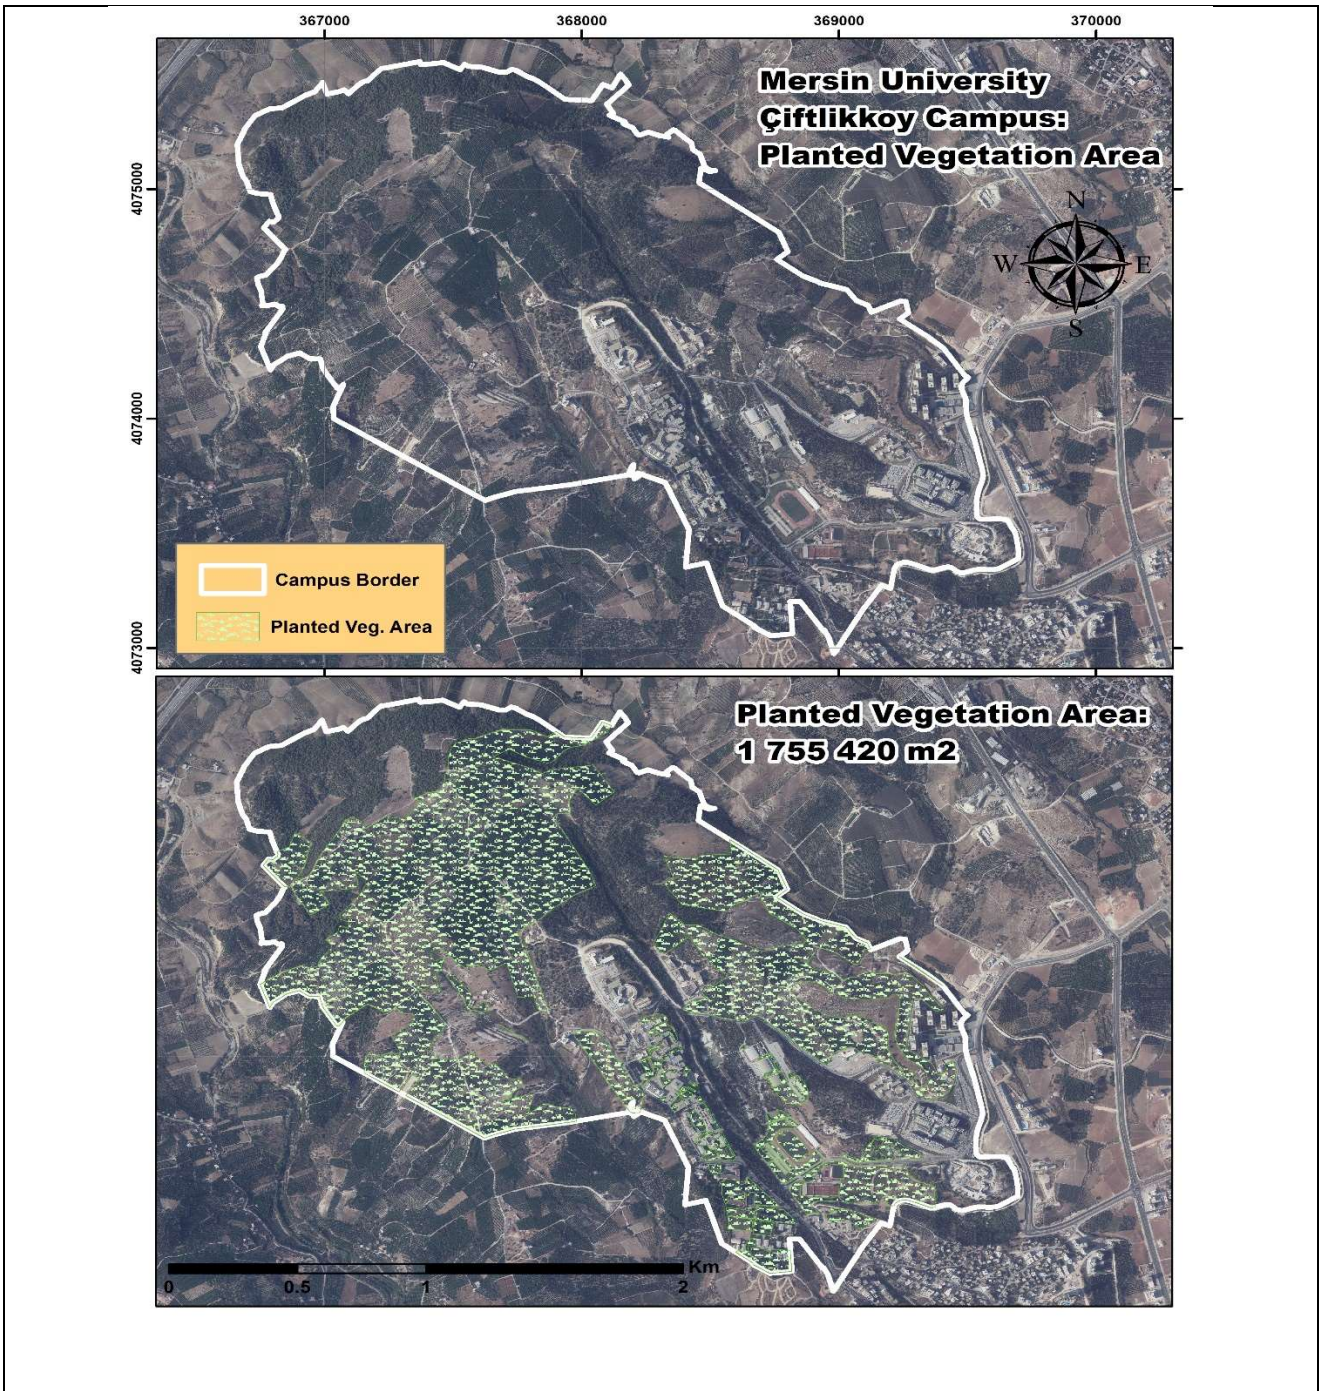 367000
368000
369000
370000
Mersin University
Çiftlikkoy Campus:
Planted Vegetation Area
4075000
4074000
4073000
N
W
E
S
Campus Border
Planted Veg. Area
Planted Vegetation Area:
1 755 420 m2
Km
0
0.5
1
2